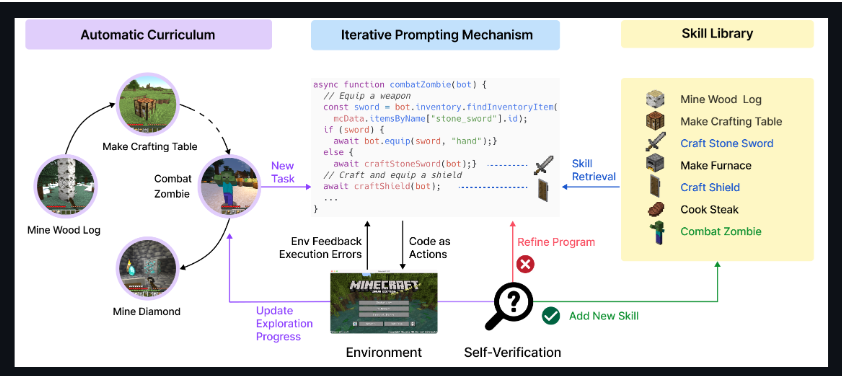 Automatic Curriculum
Iterative Prompting Mechanism
Skill Library
Make Crafting Table
Combat
Zombie
Mine Wood Log
Mine Diamond
New
Task
async function combatZombie(bot) {
// Equip a weapon
const sword = bot.inventory.findInventoryItem(
mcData.itemsByName["stone_sword"].id);
if (sword) {
await bot.equip(sword, "hand");}
else {
await craftStoneSword(bot);}
// Craft and equip a shield
await craftShield(bot);
...
}
Skill
Retrieval
Mine Wood Log
Make Crafting Table
Craft Stone Sword
Make Furnace
Craft Shield
Cook Steak
Combat Zombie
Env Feedback
Execution Errors
Code as
Actions
Refine Program
Update
Exploration
Progress
MINECRAFT
Environment
?
Self-Verification
Add New Skill